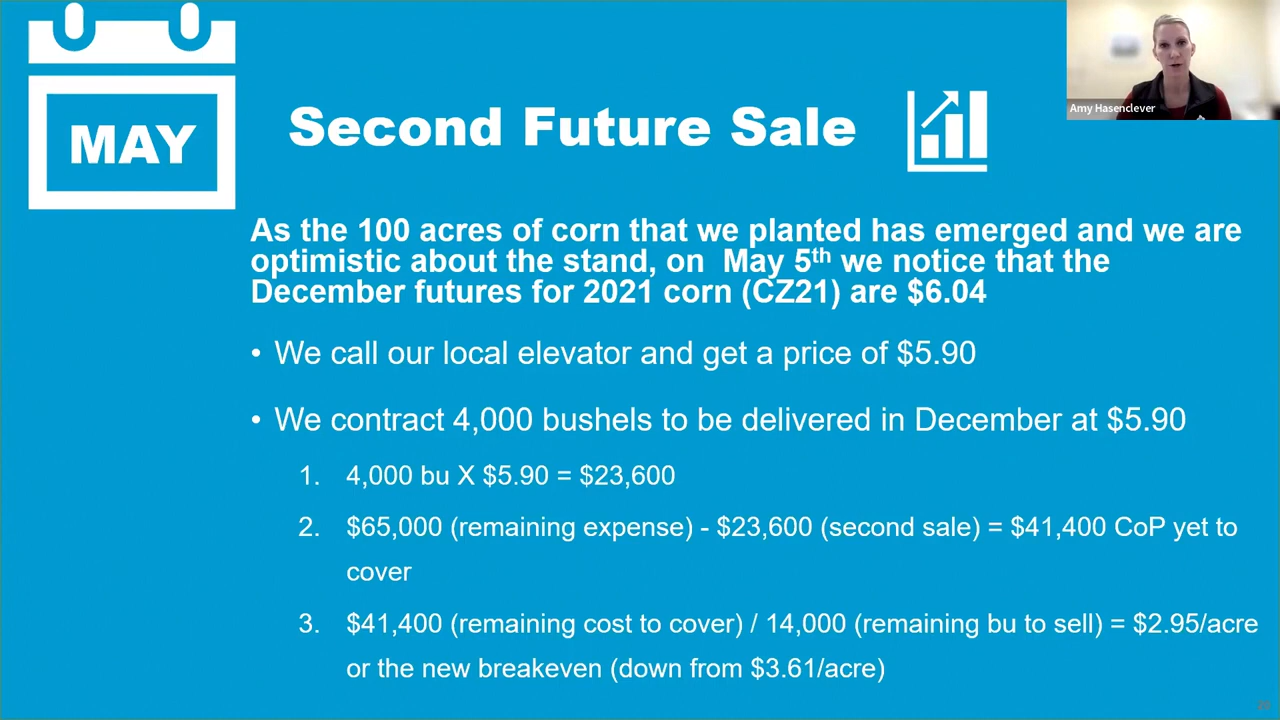 MAY
Second Future Sale
Amy Hasenclever
As the 100 acres of corn that we planted has emerged and we are
optimistic about the stand, on May 5th we notice that the
December futures for 2021 corn (CZ21) are $6.04
• We call our local elevator and get a price of $5.90
• We contract 4,000 bushels to be delivered in December at $5.90
1. 4,000 bu X $5.90 = $23,600
2. $65,000 (remaining expense) - $23,600 (second sale) = $41,400 CoP yet to
cover
3. $41,400 (remaining cost to cover) / 14,000 (remaining bu to sell) = $2.95/acre
or the new breakeven (down from $3.61/acre)